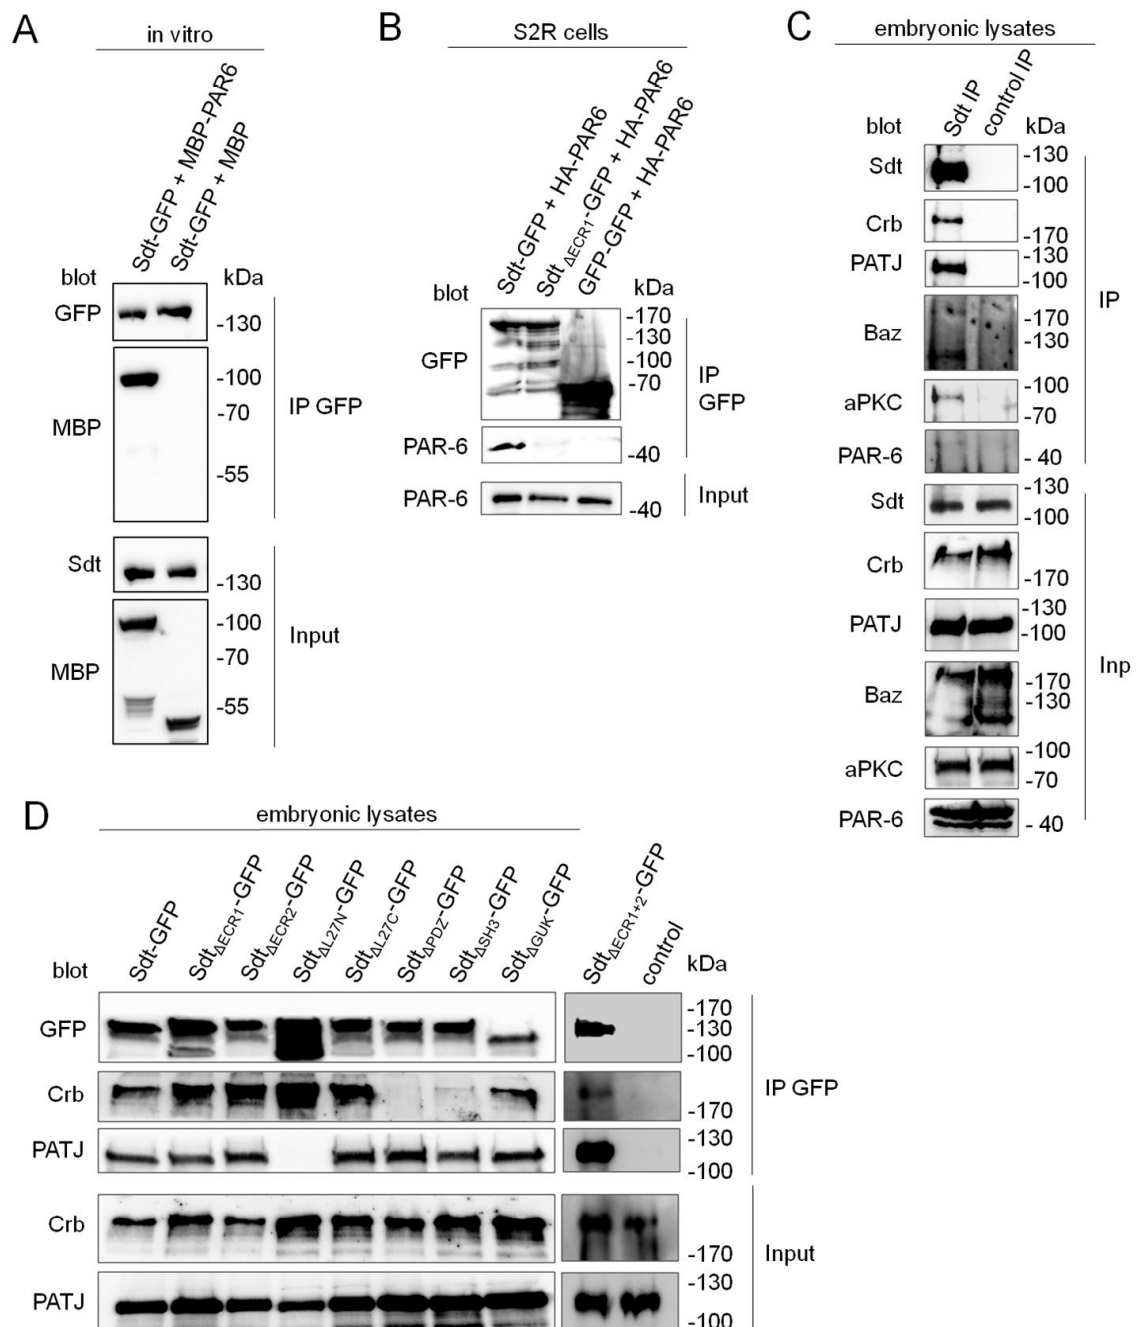 A
in vitro
Sdt-GFP + MBP-PAR6
Sdt-GFP + MBP
blot
kDa
GFP
-130
MBP
-100
-70
-55
IP GFP
Sdt
-130
MBP
-100
-70
-55
Input
B
S2R cells
Sdt-GFP + HA-PAR6
Sdt ΔECR1-GFP + HA-PAR6
GFP-GFP + HA-PAR6
blot
kDa
GFP
-170
-130
-100
-70
IP
GFP
PAR-6
-40
PAR-6
-40
Input
C
embryonic lysates
Sdt IP
control IP
blot
kDa
Sdt
-130
-100
Crb
-170
PATJ
-130
-100
Baz
-170
-130
IP
aPKC
-100
-70
PAR-6
- 40
Sdt
-130
-100
Crb
-170
PATJ
-130
-100
Baz
-170
-130
Inp
aPKC
-100
-70
PAR-6
- 40
D
embryonic lysates
Sdt-GFP
SdtΔECR1-GFP
SdtΔECR2-GFP
SdtΔL27N-GFP
SdtΔL27C-GFP
SdtΔPDZ-GFP
SdtΔSH3-GFP
SdtΔGUK-GFP
SdtΔECR1+2-GFP
control
blot
kDa
GFP
-170
-130
-100
Crb
-170
IP GFP
PATJ
-130
-100
Crb
-170
Input
PATJ
-130
-100